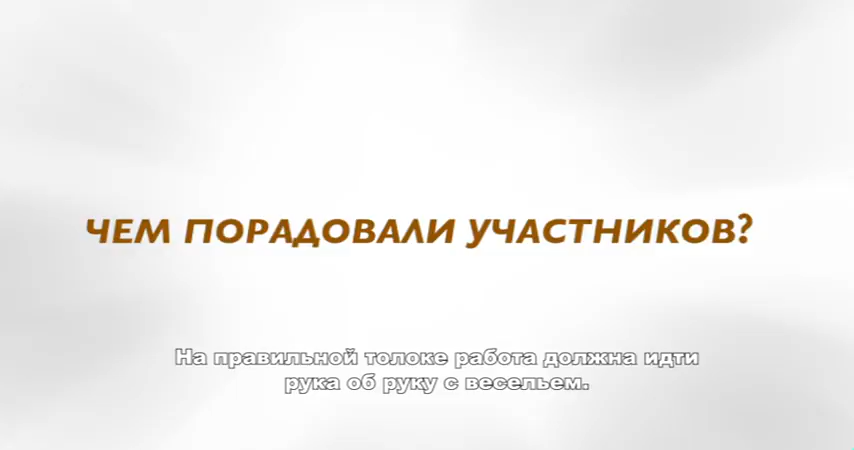 ЧЕМ ПОРАДОВАЛИ УЧАСТНИКОВ?
На правильной толоке работа должна идти
рука об руку с весельем.